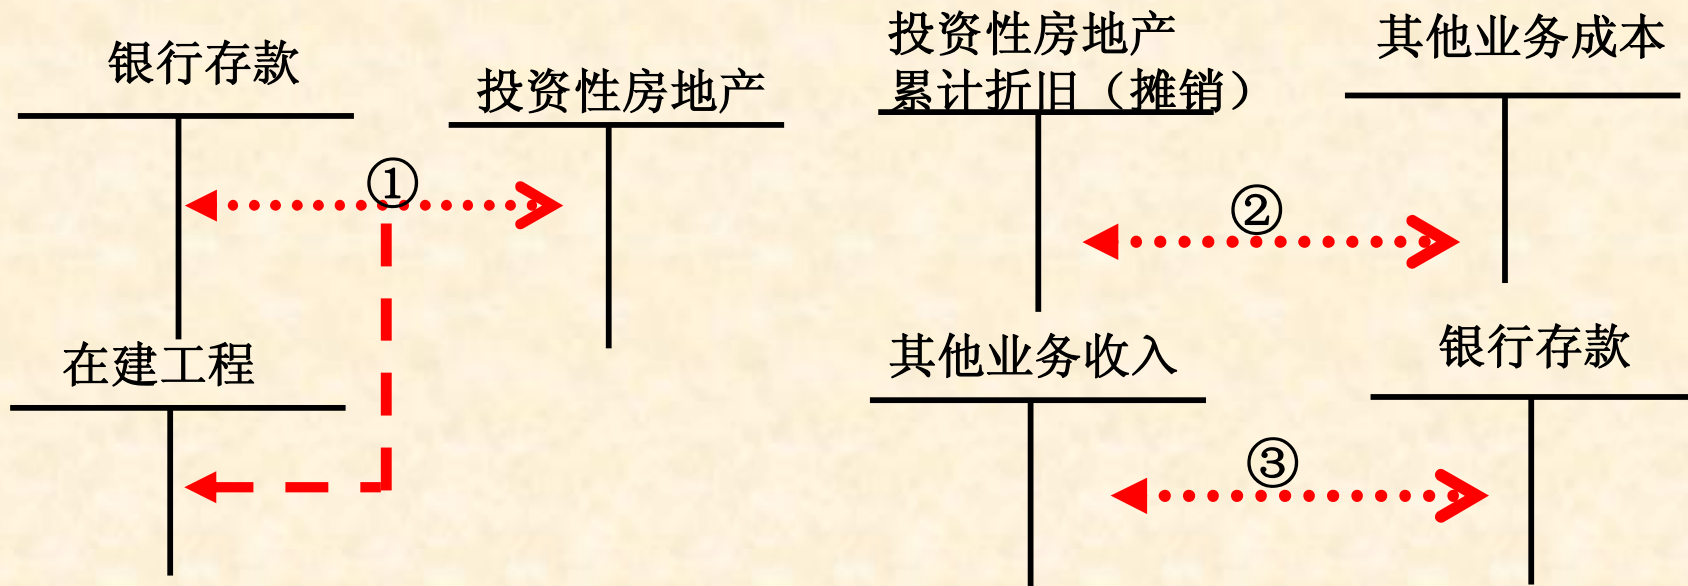 银行存款
投资性房地产
①
在建工程
投资性房地产
累计折旧（摊销）
其他业务成本
②
其他业务收入
银行存款
③